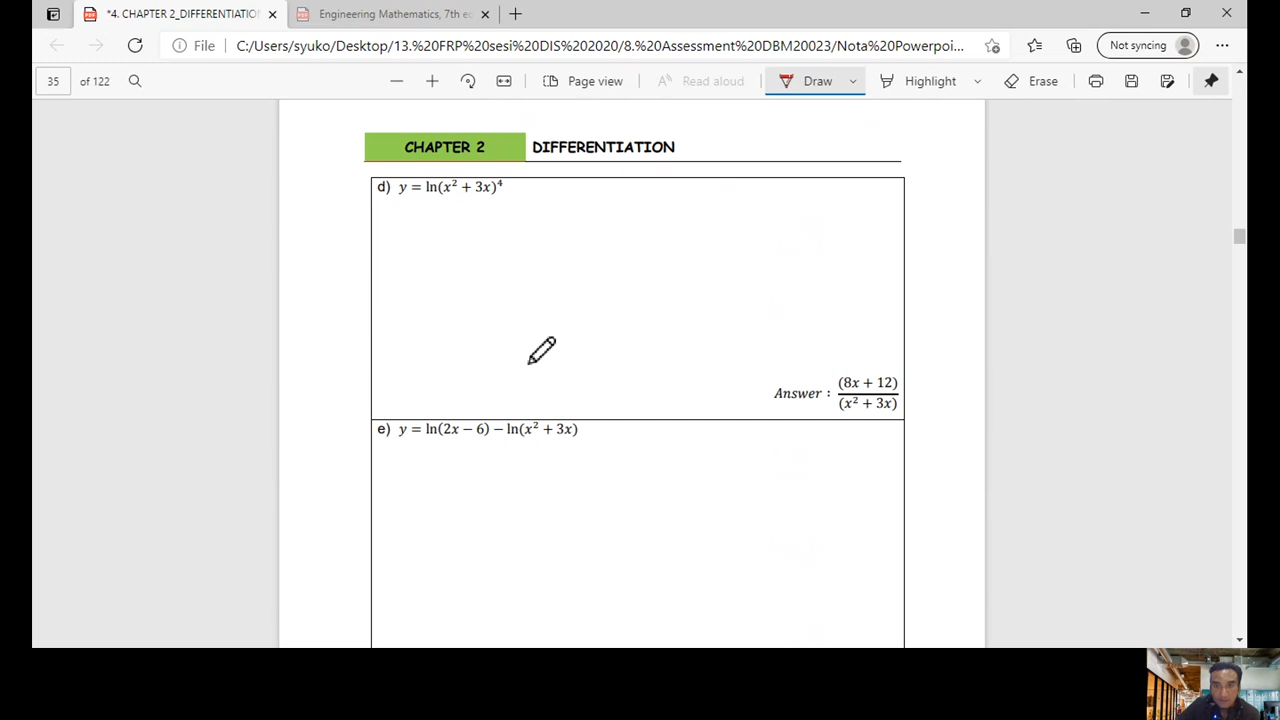 *4. CHAPTER 2_DIFFERENTIATION
Engineering Mathematics, 7th ec
File
C:/Users/syuko/Desktop/13.%20FRP%20sesi%20DIS%202020/8.%20Assessment%20DBM20023/Nota%20Powerpoi...
Not syncing
35 of 122
Page view
Read aloud
Draw
Highlight
Erase
CHAPTER 2 DIFFERENTIATION
d) y = ln(x² + 3x)⁴
Answer : (8x + 12)
(x² + 3x)
e) y = ln(2x − 6) − ln(x² + 3x)